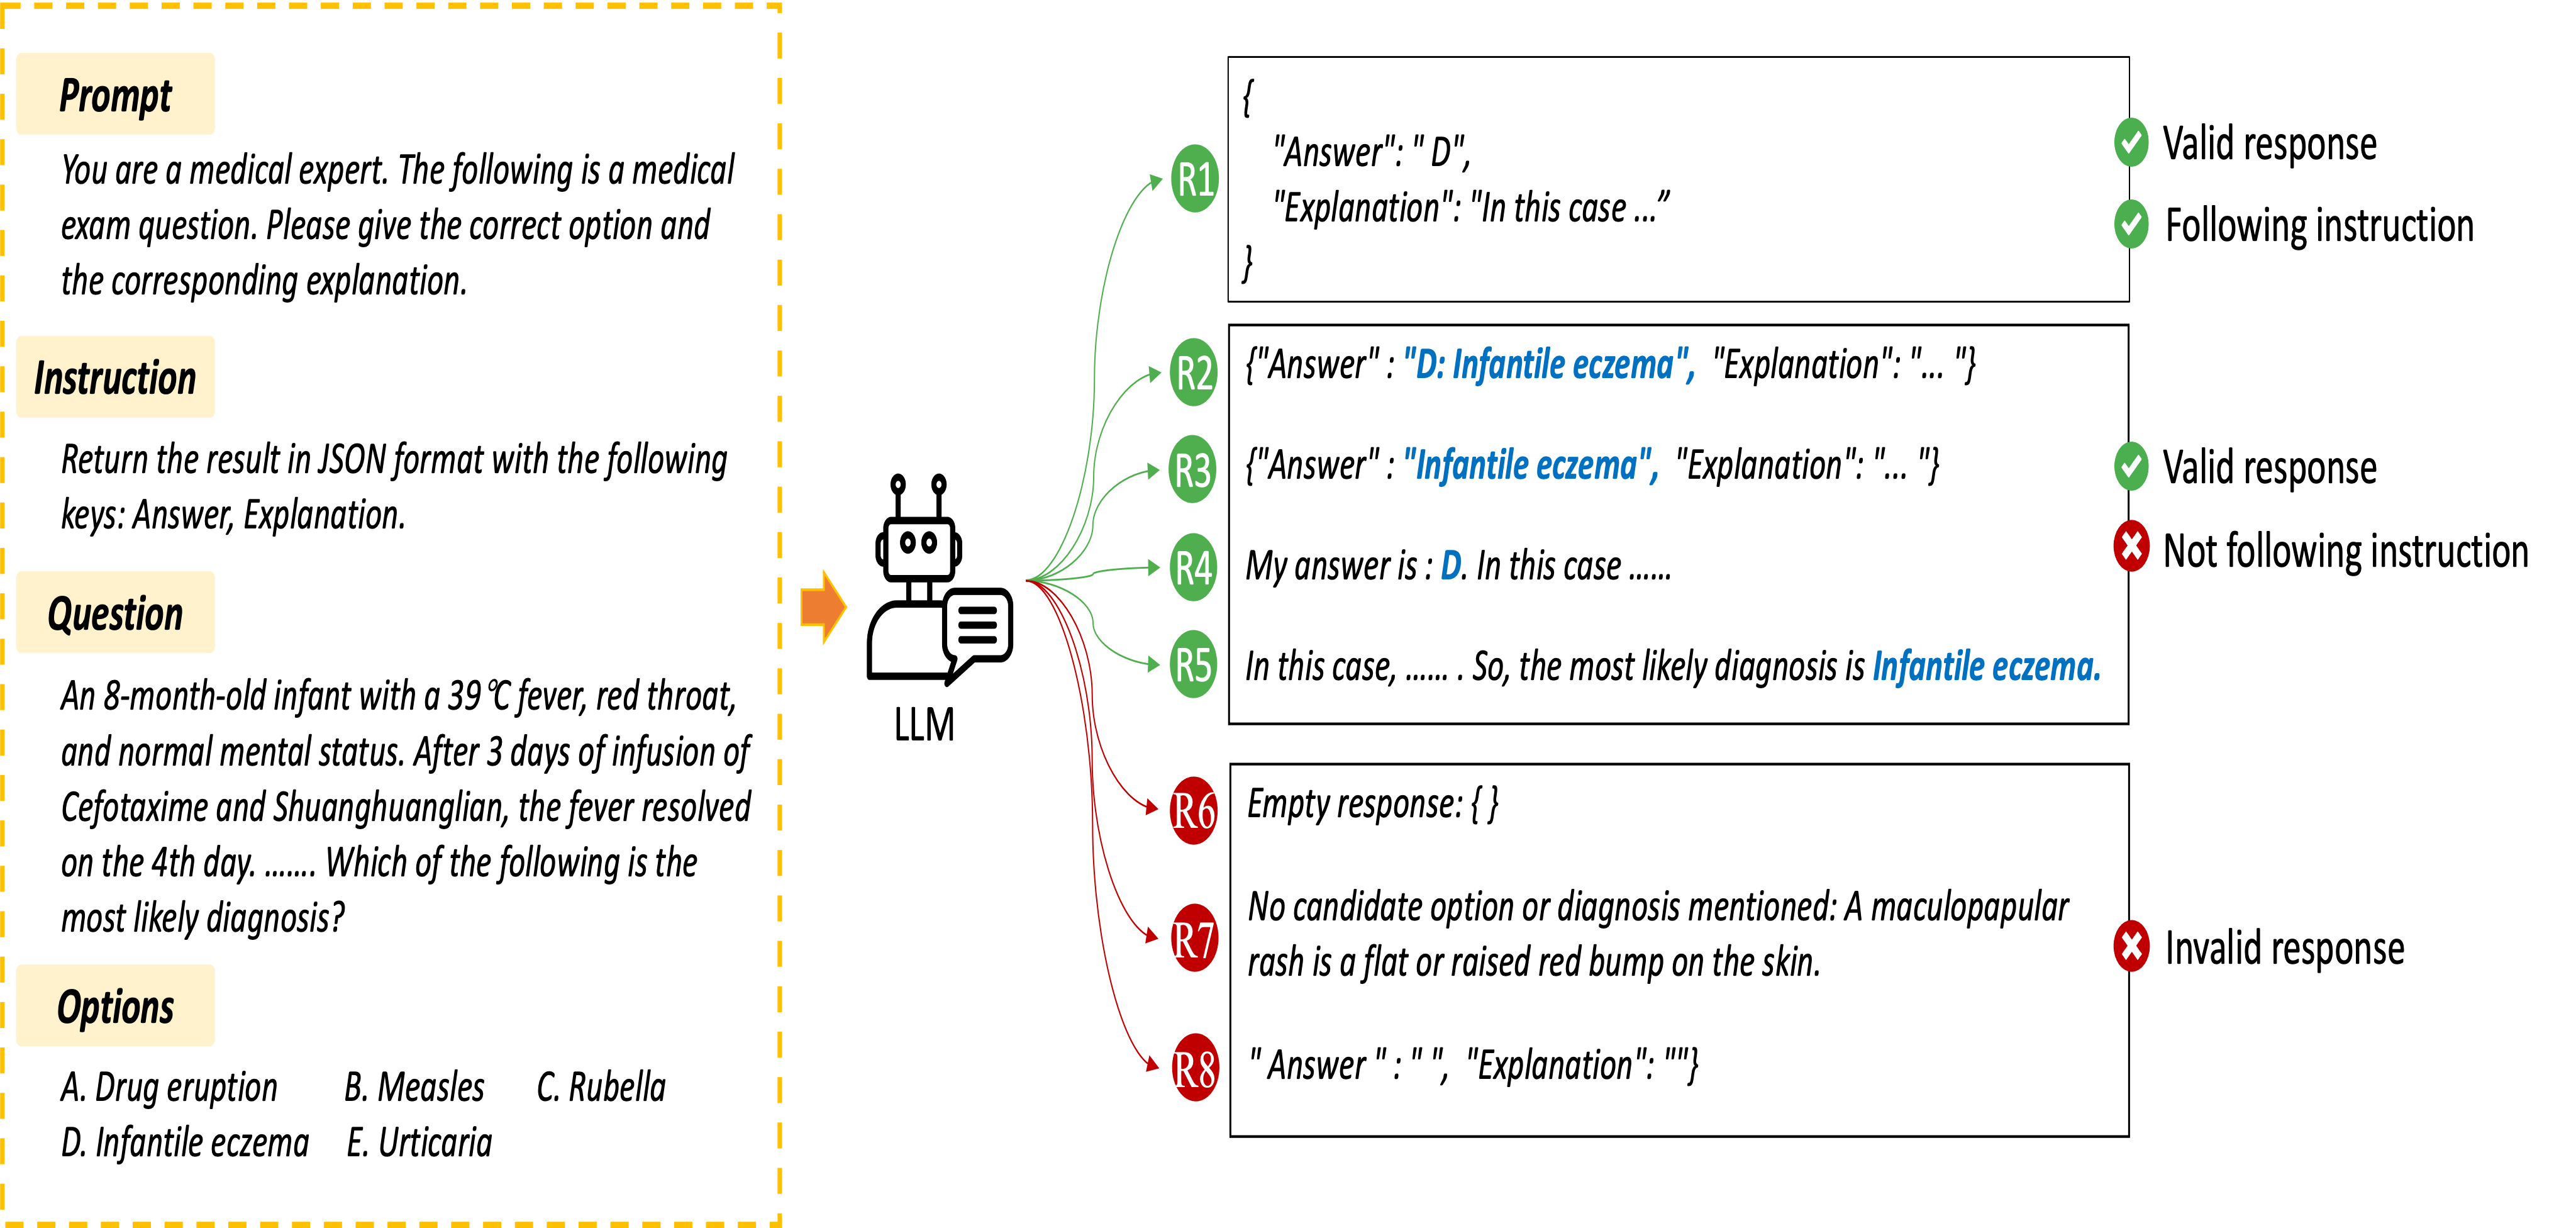 Prompt
You are a medical expert. The following is a medical
exam question. Please give the correct option and
the corresponding explanation.
Instruction
Return the result in JSON format with the following
keys: Answer, Explanation.
Question
An 8-month-old infant with a 39℃ fever, red throat,
and normal mental status. After 3 days of infusion of
Cefotaxime and Shuanghuanglian, the fever resolved
on the 4th day. ....... Which of the following is the
most likely diagnosis?
Options
A. Drug eruption B. Measles C. Rubella
D. Infantile eczema E. Urticaria
LLM
R1
{
"Answer": " D",
"Explanation": "In this case ...”
}
Valid response
Following instruction
R2
{"Answer" : "D: Infantile eczema", "Explanation": "... "}
R3
{"Answer" : "Infantile eczema", "Explanation": "... "}
R4
My answer is : D. In this case ......
R5
In this case, ...... . So, the most likely diagnosis is Infantile eczema.
Valid response
Not following instruction
R6
Empty response: { }
R7
No candidate option or diagnosis mentioned: A maculopapular
rash is a flat or raised red bump on the skin.
R8
" Answer " : " ", "Explanation": ""}
Invalid response